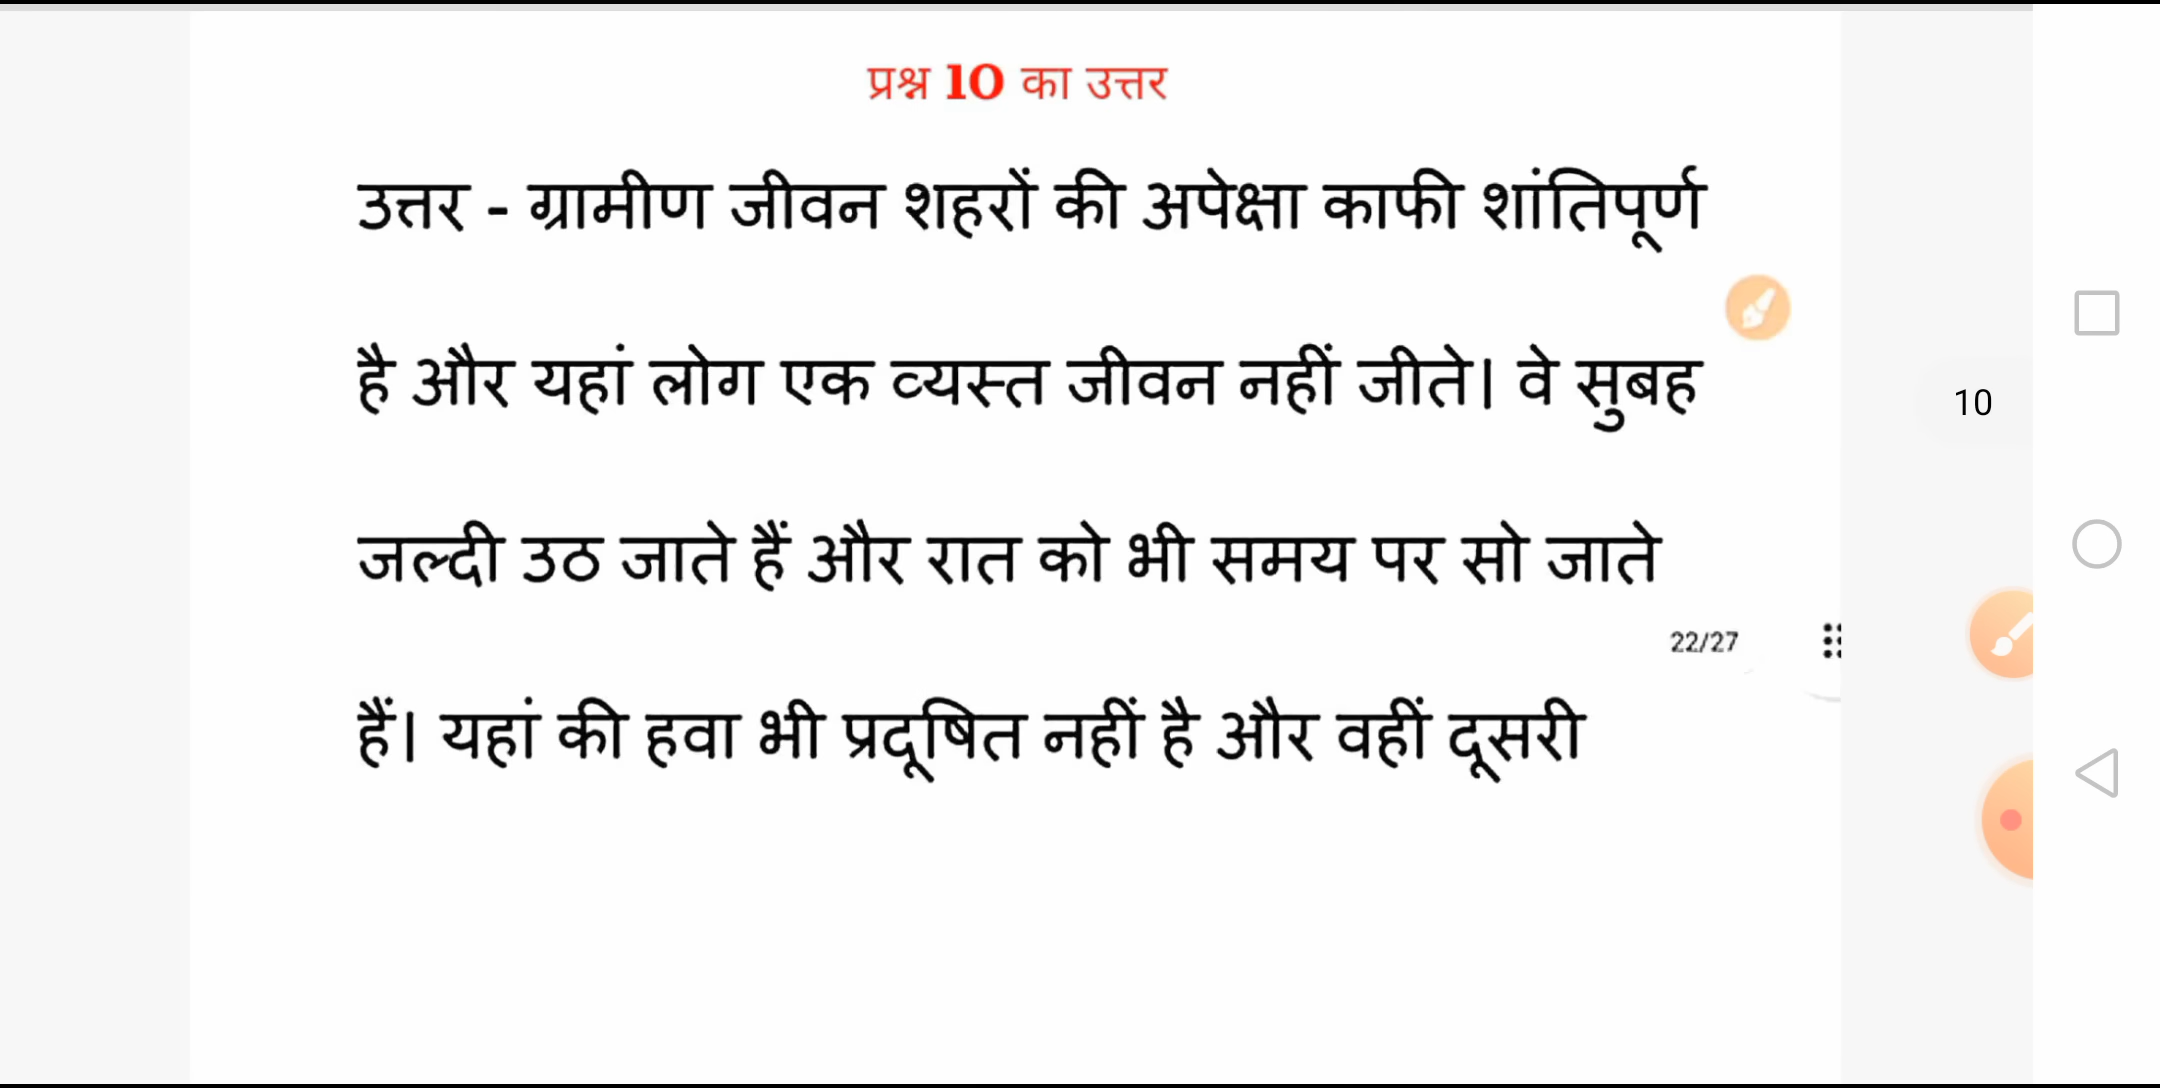 प्रश्न 10 का उत्तर
उत्तर - ग्रामीण जीवन शहरों की अपेक्षा काफी शांतिपूर्ण
है और यहां लोग एक व्यस्त जीवन नहीं जीते। वे सुबह
10
जल्दी उठ जाते हैं और रात को भी समय पर सो जाते
22/27
हैं। यहां की हवा भी प्रदूषित नहीं है और वहीं दूसरी